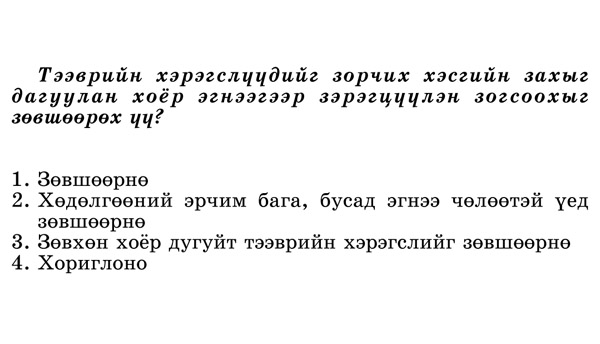 Тээврийн хэрэгслүүдийг зорчих хэсгийн захыг
дагуулан хоёр эгнээгээр зэрэгцүүлэн зогсоохыг
зөвшөөрөх үү?
1. Зөвшөөрнө
2. Хөдөлгөөний эрчим бага, бусад эгнээ чөлөөтэй үед
зөвшөөрнө
3. Зөвхөн хоёр дугуйт тээврийн хэрэгслийг зөвшөөрнө
4. Хориглоно